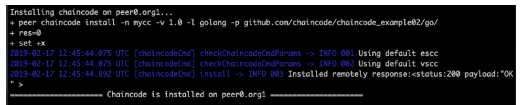 Installing chaincode on peer0.org1...
+ peer chaincode install -n mycc -v 1.0 -l golang -p github.com/chaincode/chaincode_example02/go/
+ res=0
+ set +x
2019-02-17 12:45:44.075 UTC [chaincodeCmd] checkChaincodeCmdParams -> INFO 001 Using default escc
2019-02-17 12:45:44.075 UTC [chaincodeCmd] checkChaincodeCmdParams -> INFO 002 Using default vscc
2019-02-17 12:45:44.892 UTC [chaincodeCmd] install -> INFO 003 Installed remotely response:<status:200 payload:"OK
" >
===================== Chaincode is installed on peer0.org1 =====================